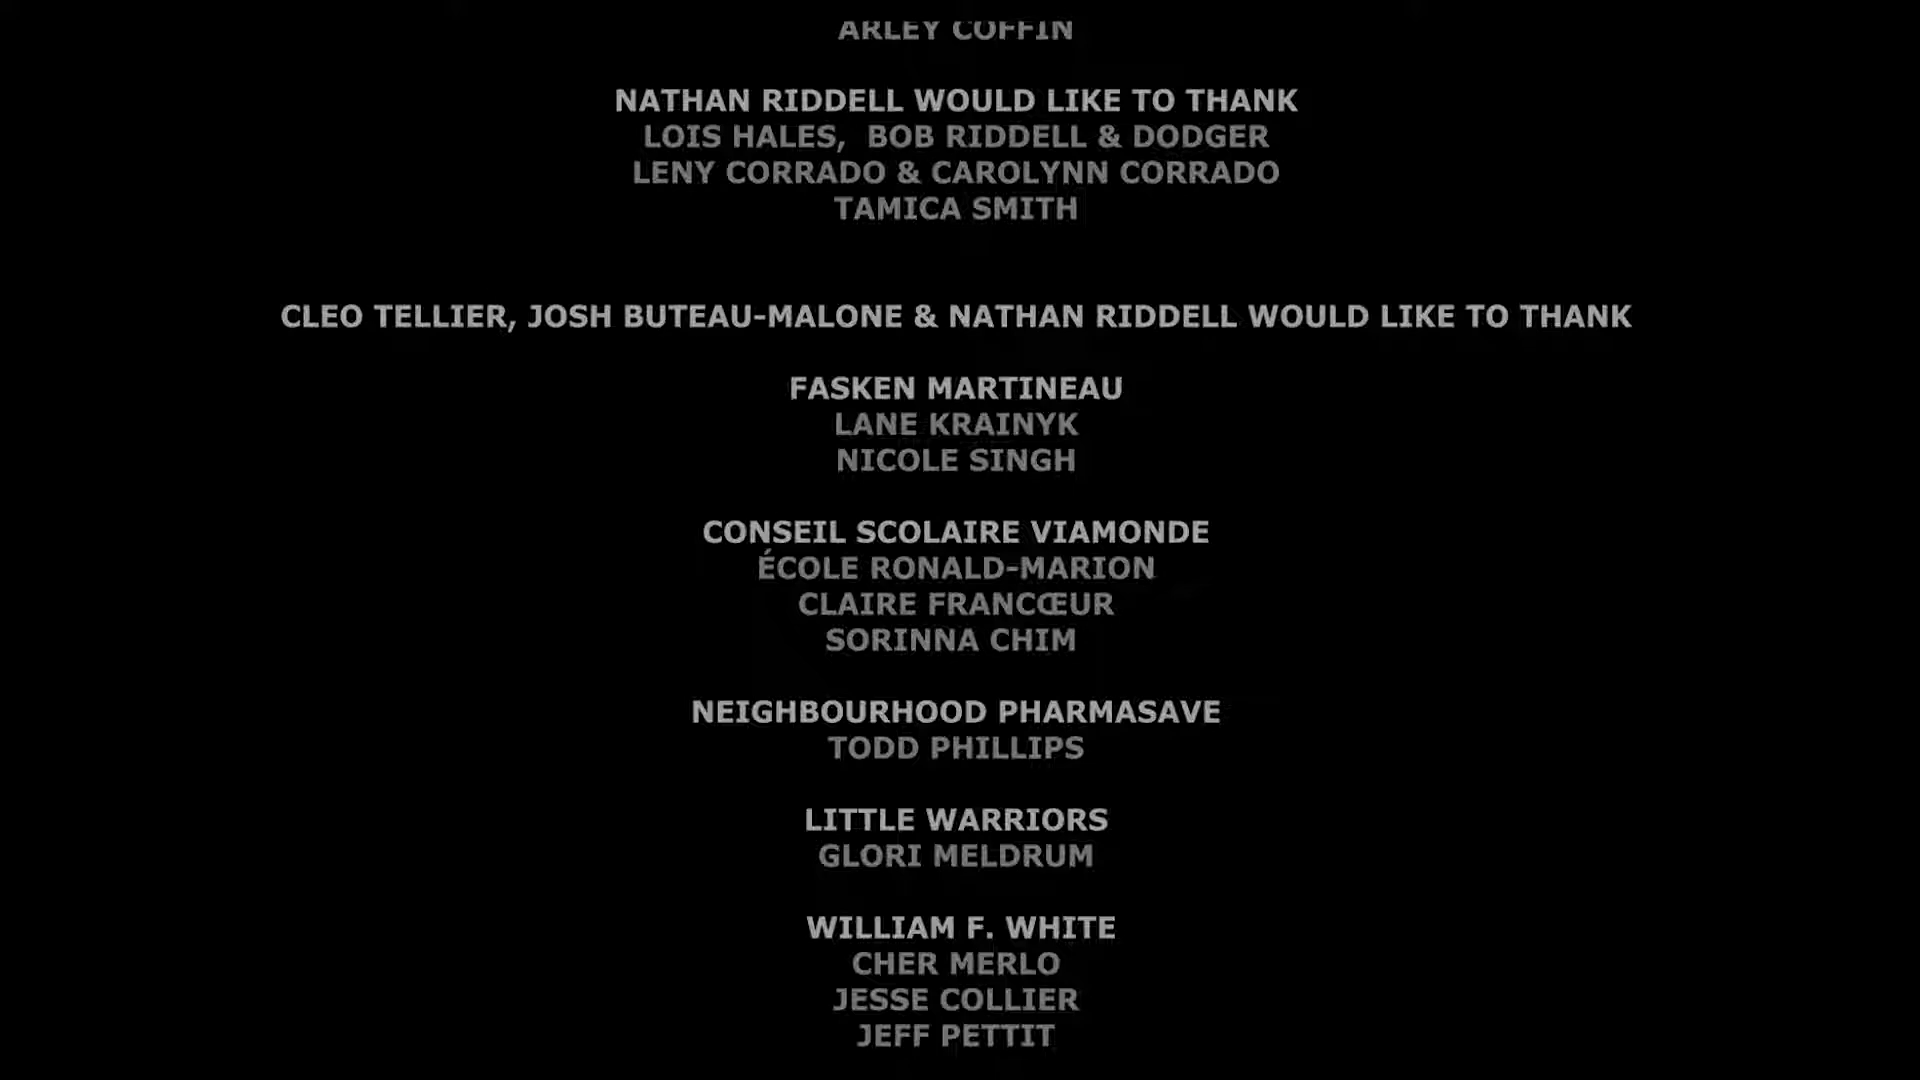 ARLEY COFFIN
NATHAN RIDDELL WOULD LIKE TO THANK
LOIS HALES, BOB RIDDELL & DODGER
LENY CORRADO & CAROLYNN CORRADO
TAMICA SMITH
CLEO TELLIER, JOSH BUTEAU-MALONE & NATHAN RIDDELL WOULD LIKE TO THANK
FASKEN MARTINEAU
LANE KRAINYK
NICOLE SINGH
CONSEIL SCOLAIRE VIAMONDE
ÉCOLE RONALD-MARION
CLAIRE FRANCŒUR
SORINNA CHIM
NEIGHBOURHOOD PHARMASAVE
TODD PHILLIPS
LITTLE WARRIORS
GLORI MELDRUM
WILLIAM F. WHITE
CHER MERLO
JESSE COLLIER
JEFF PETTIT